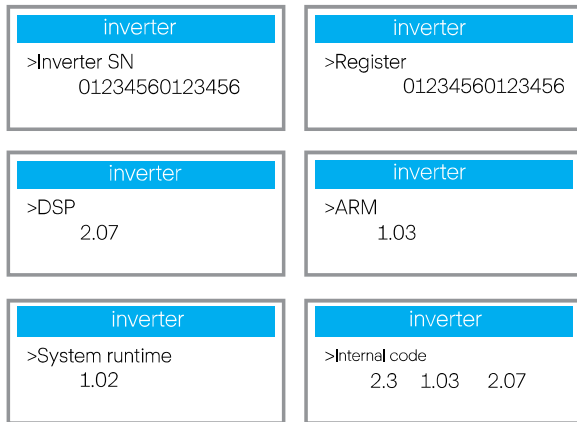 inverter
>Inverter SN
01234560123456
inverter
>Register
01234560123456
inverter
>DSP
2.07
inverter
>ARM
1.03
inverter
>System runtime
1.02
inverter
>Internal code
2.3 1.03 2.07